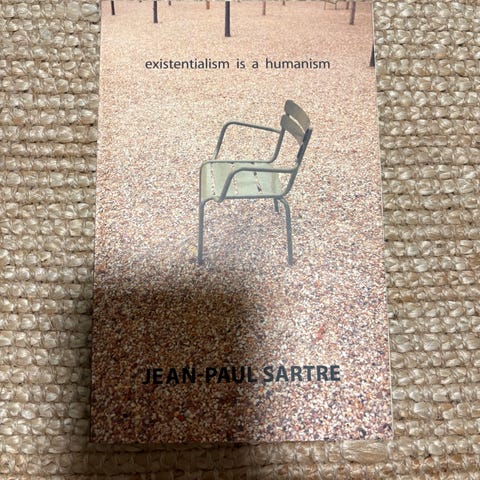 existentialism is a humanism
JEAN-PAUL SARTRE